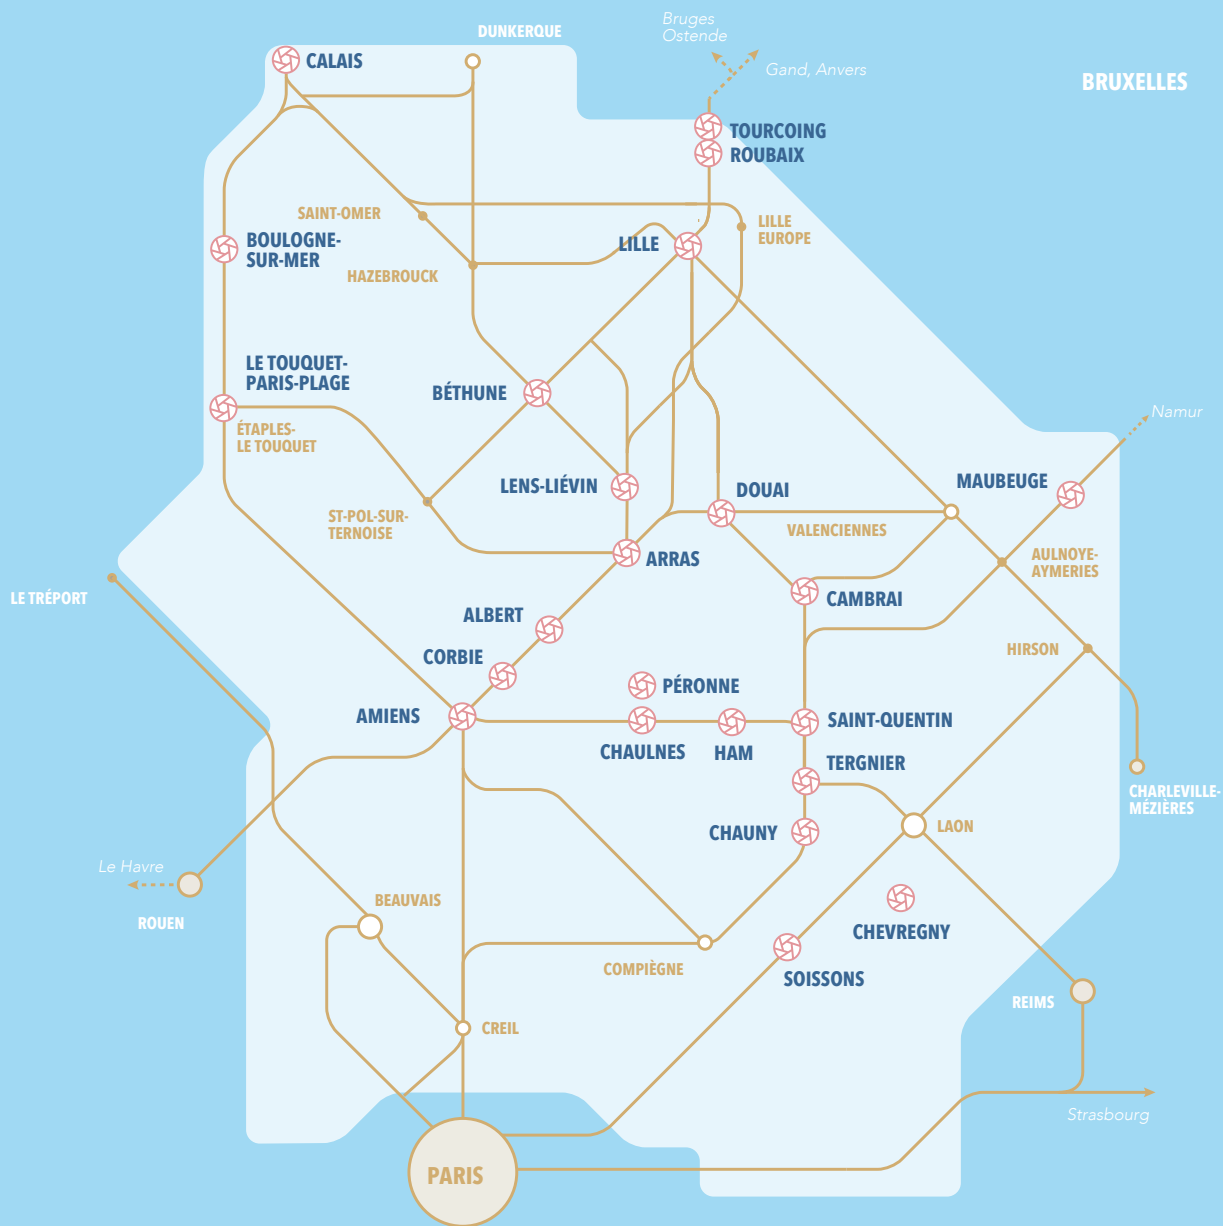 Bruges
Ostende
DUNKERQUE
CALAIS
Gand, Anvers
BRUXELLES
TOURCOING
ROUBAIX
SAINT-OMER
LILLE
EUROPE
BOULOGNE-
SUR-MER
LILLE
HAZEBROUCK
LE TOUQUET-
PARIS-PLAGE
BÉTHUNE
Namur
ÉTAPLES-
LE TOUQUET
LENS-LIÉVIN
DOUAI
MAUBEUGE
ST-POL-SUR-
TERNOISE
VALENCIENNES
ARRAS
AULNOYE-
AYMERIES
LE TRÉPORT
CAMBRAI
ALBERT
HIRSON
CORBIE
PÉRONNE
AMIENS
SAINT-QUENTIN
CHAULNES
HAM
TERGNIER
CHARLEVILLE-
MÉZIÈRES
CHAUNY
LAON
Le Havre
BEAUVAIS
ROUEN
CHEVREGNY
COMPIÈGNE
SOISSONS
REIMS
CREIL
Strasbourg
PARIS